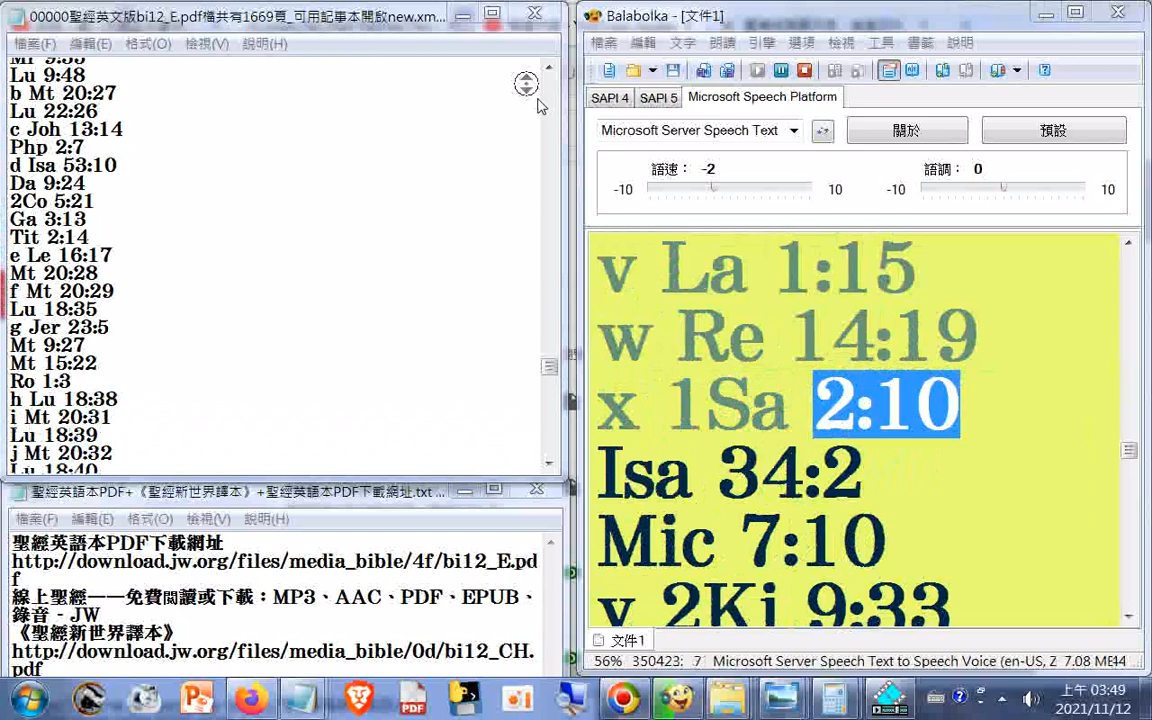 00000聖經英文版bi12_E.pdf檔共有1669頁_可用記事本開啟new.xm...
檔案(F) 編輯(E) 格式(O) 檢視(V) 說明(H)
Mr 9:35
Lu 9:48
b Mt 20:27
Lu 22:26
c Joh 13:14
Php 2:7
d Isa 53:10
Da 9:24
2Co 5:21
Ga 3:13
Tit 2:14
e Le 16:17
Mt 20:28
f Mt 20:29
Lu 18:35
g Jer 23:5
Mt 9:27
Mt 15:22
Ro 1:3
h Lu 18:38
i Mt 20:31
Lu 18:39
j Mt 20:32
Lu 18:40
聖經英語本PDF+《聖經新世界譯本》+聖經英語本PDF下載網址.txt ...
檔案(F) 編輯(E) 格式(O) 檢視(V) 說明(H)
聖經英語本PDF下載網址
http://download.jw.org/files/media_bible/4f/bi12_E.pd
f
線上聖經——免費閱讀或下載：MP3、AAC、PDF、EPUB、
錄音 - JW
《聖經新世界譯本》
http://download.jw.org/files/media_bible/0d/bi12_CH.
pdf
Balabolka - [文件1]
檔案 編輯 文字 朗讀 引擎 選項 檢視 工具 書籤 說明
SAPI 4 SAPI 5 Microsoft Speech Platform
Microsoft Server Speech Text 關於 預設
語速： -2 語調： 0
-10 10 -10 10
v La 1:15
w Re 14:19
x 1Sa 2:10
Isa 34:2
Mic 7:10
y 2Ki 9:33
文件1
56% 350423: 7 Microsoft Server Speech Text to Speech Voice (en-US, Z 7.08 ME44
上午 03:49
2021/11/12